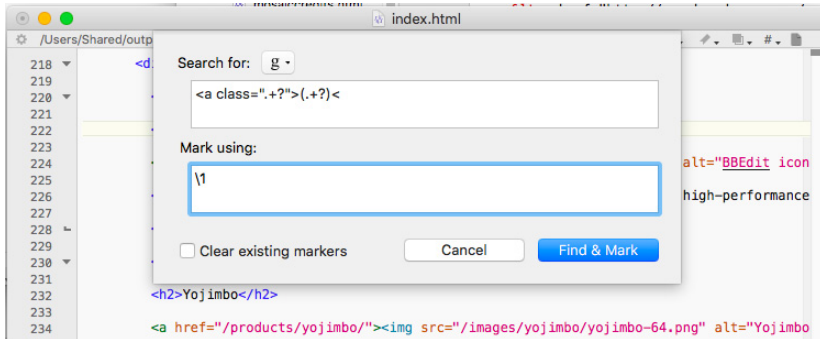 index.html
/Users/Shared/outp
#
218 <d
Search for: g
219
220
<a class=".+?">(.+?)<
221
222
223
Mark using:
224 alt="BBEdit icon
\1
225
226 high-performance
227
228
229
Clear existing markers Cancel Find & Mark
230
231
232 <h2>Yojimbo</h2>
233
234 <a href="/products/yojimbo/"><img src="/images/yojimbo/yojimbo-64.png" alt="Yojimbo